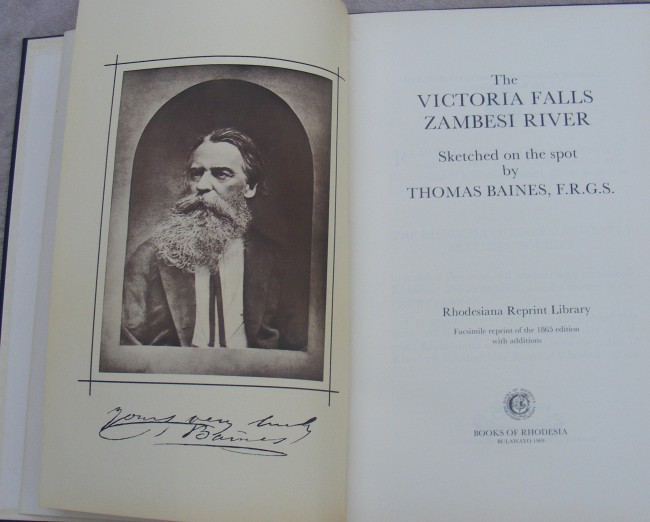 Yours very truly
T Baines
The
VICTORIA FALLS
ZAMBESI RIVER
Sketched on the spot
by
THOMAS BAINES, F.R.G.S.
Rhodesiana Reprint Library
Facsimile reprint of the 1865 edition
with additions
BOOKS OF RHODESIA
BULAWAYO 1969